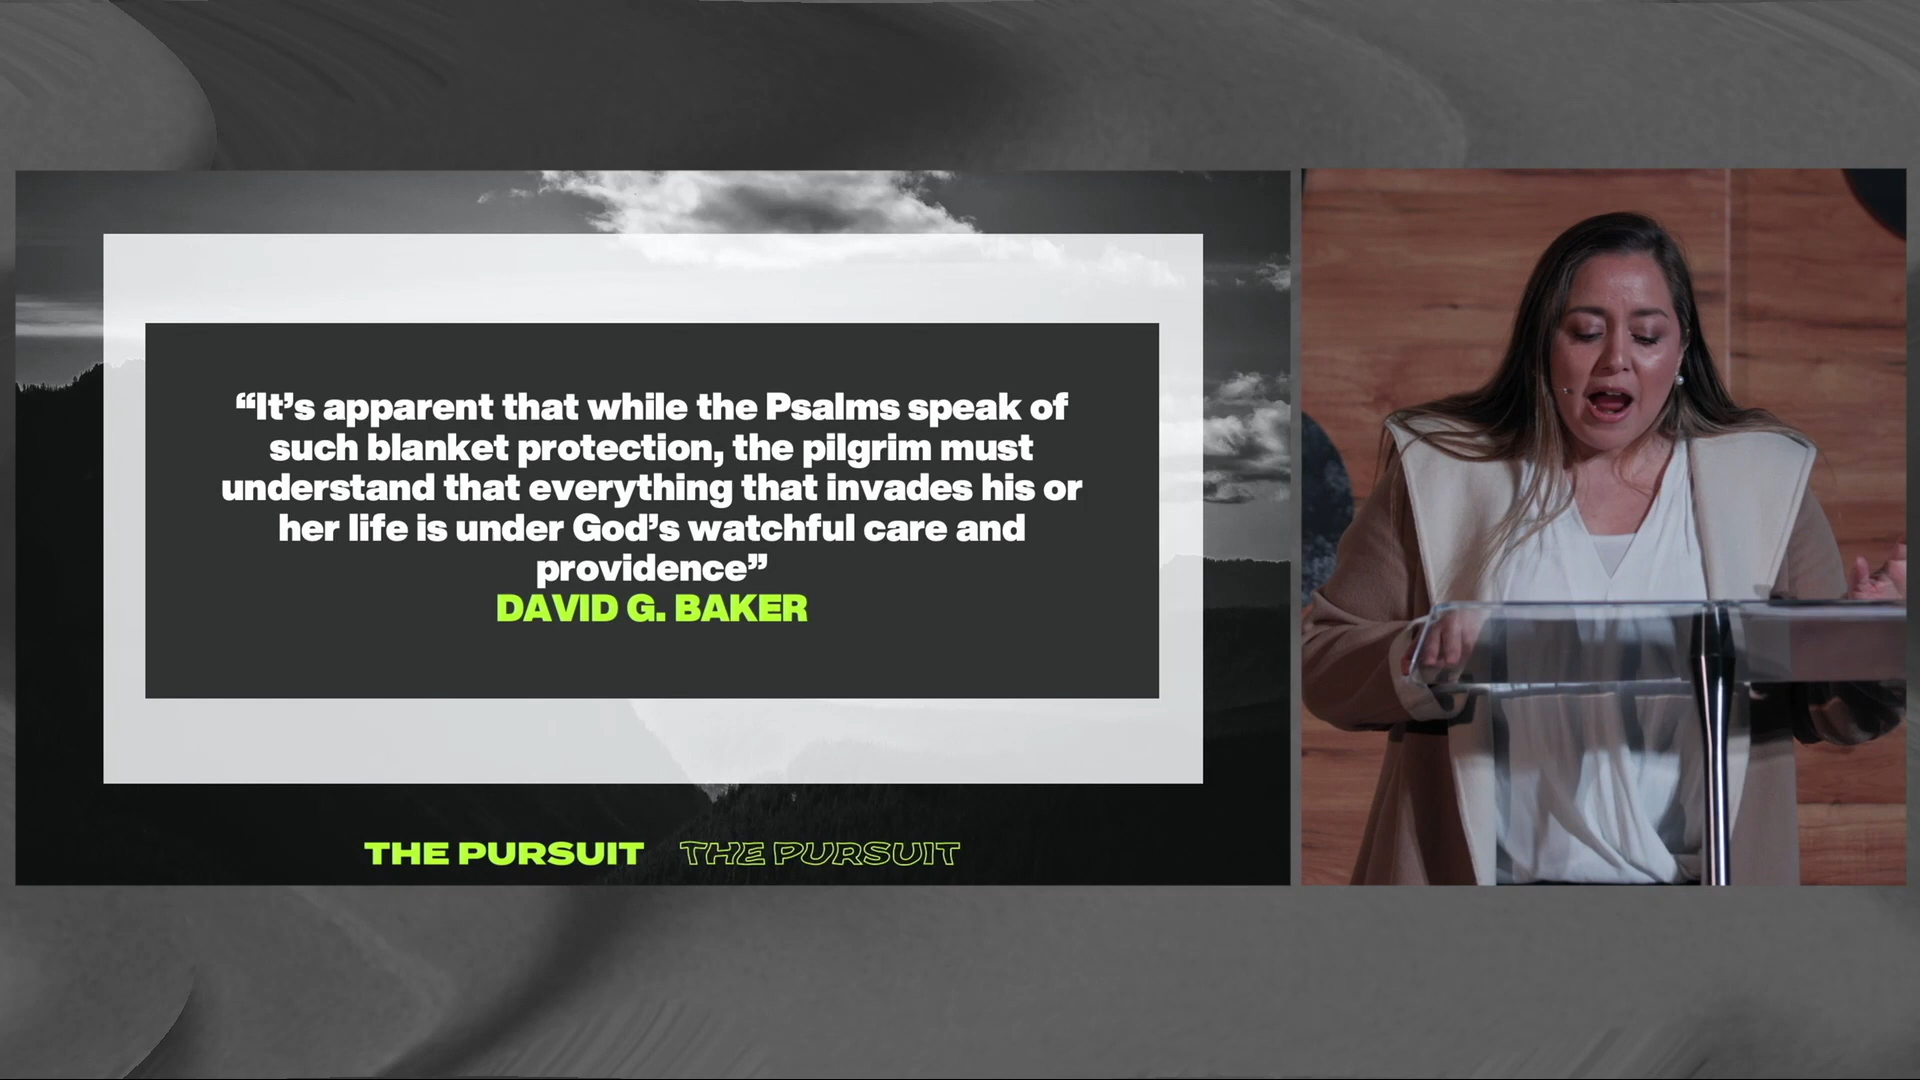 “It’s apparent that while the Psalms speak of
such blanket protection, the pilgrim must
understand that everything that invades his or
her life is under God’s watchful care and
providence”
DAVID G. BAKER
THE PURSUIT THE PURSUIT